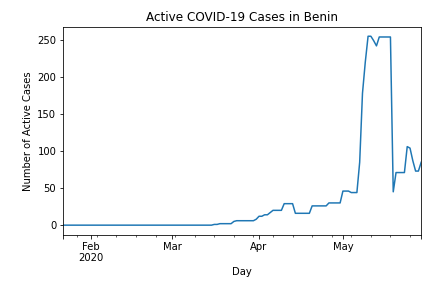 Active COVID-19 Cases in Benin
Number of Active Cases
250
200
150
100
50
0
Feb
2020
Mar
Apr
May
Day